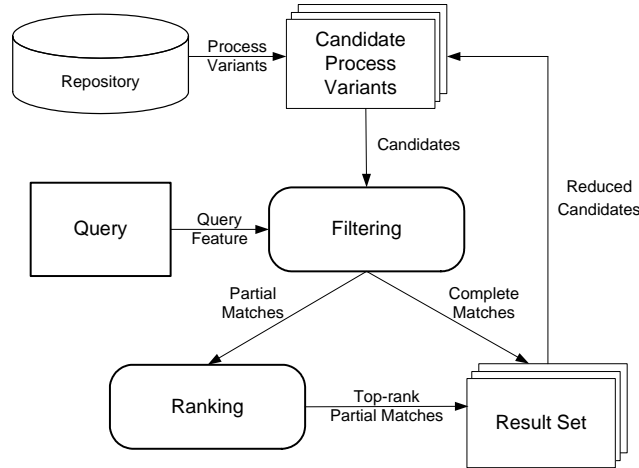 Repository
Process
Variants
Candidate
Process
Variants
Candidates
Reduced
Candidates
Query
Query
Feature
Filtering
Partial
Matches
Complete
Matches
Ranking
Top-rank
Partial Matches
Result Set